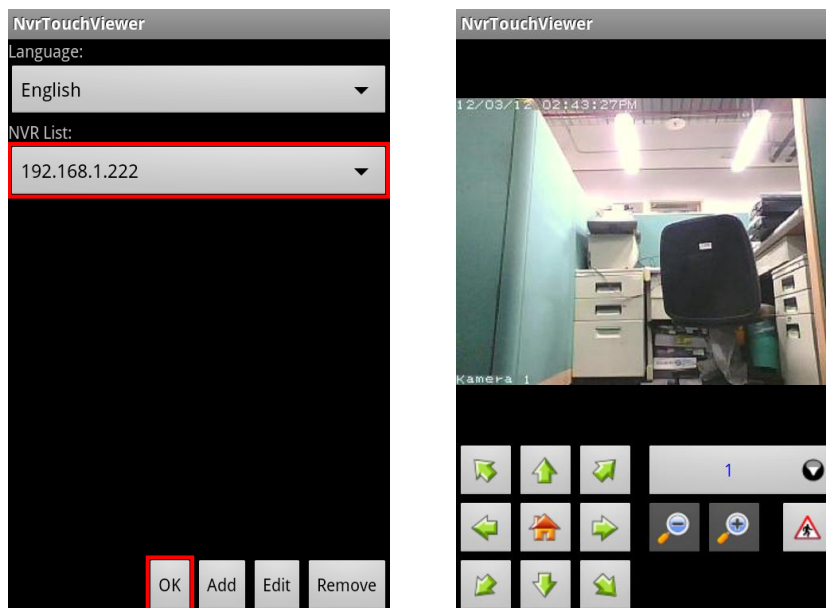 NvrTouchViewer
Language:
English
NVR List:
192.168.1.222
OK Add Edit Remove
NvrTouchViewer
12/03/12 02:43:27PM
Kamera 1
1